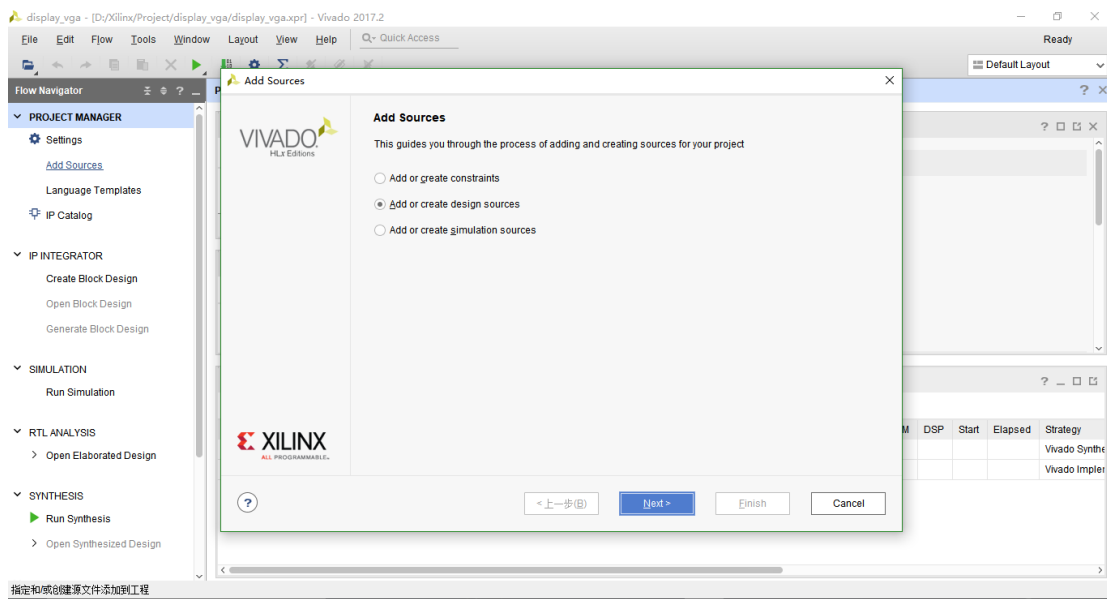 display_vga - [D:/Xilinx/Project/display_vga/display_vga.xpr] - Vivado 2017.2
File Edit Flow Tools Window Layout View Help Quick Access Ready
Default Layout
Flow Navigator
PROJECT MANAGER
Settings
Add Sources
Language Templates
IP Catalog
IP INTEGRATOR
Create Block Design
Open Block Design
Generate Block Design
SIMULATION
Run Simulation
RTL ANALYSIS
Open Elaborated Design
SYNTHESIS
Run Synthesis
Open Synthesized Design
Add Sources
VIVADO
HLx Editions
Add Sources
This guides you through the process of adding and creating sources for your project
Add or create constraints
Add or create design sources
Add or create simulation sources
XILINX
ALL PROGRAMMABLE.
? <上一步(B) Next > Finish Cancel
M DSP Start Elapsed Strategy
Vivado Synthe
Vivado Impler
指定和/或创建源文件添加到工程